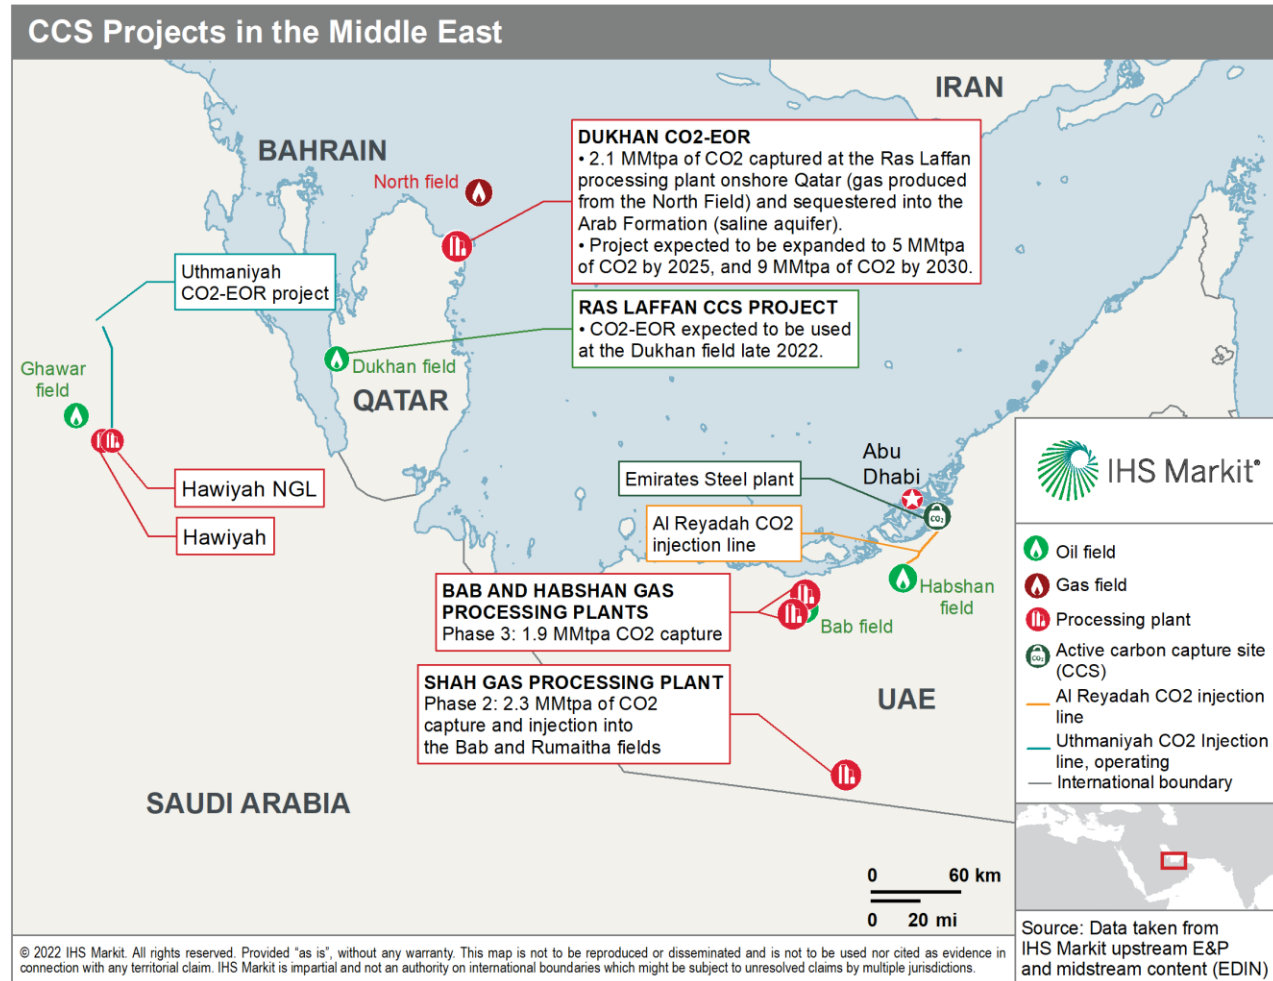 CCS Projects in the Middle East
IRAN
BAHRAIN
North field
DUKHAN CO2-EOR
• 2.1 MMtpa of CO2 captured at the Ras Laffan
processing plant onshore Qatar (gas produced
from the North Field) and sequestered into the
Arab Formation (saline aquifer).
• Project expected to be expanded to 5 MMtpa
of CO2 by 2025, and 9 MMtpa of CO2 by 2030.
Uthmaniyah
CO2-EOR project
RAS LAFFAN CCS PROJECT
• CO2-EOR expected to be used
at the Dukhan field late 2022.
Ghawar
field
Dukhan field
QATAR
Hawiyah NGL
Hawiyah
Emirates Steel plant
Abu
Dhabi
CO2
Al Reyadah CO2
injection line
Habshan
field
BAB AND HABSHAN GAS
PROCESSING PLANTS
Phase 3: 1.9 MMtpa CO2 capture
Bab field
SHAH GAS PROCESSING PLANT
Phase 2: 2.3 MMtpa of CO2
capture and injection into
the Bab and Rumaitha fields
UAE
SAUDI ARABIA
0 60 km
0 20 mi
IHS Markit®
Oil field
Gas field
Processing plant
CO2
Active carbon capture site
(CCS)
Al Reyadah CO2 injection
line
Uthmaniyah CO2 Injection
line, operating
International boundary
Source: Data taken from
IHS Markit upstream E&P
and midstream content (EDIN)
© 2022 IHS Markit. All rights reserved. Provided “as is”, without any warranty. This map is not to be reproduced or disseminated and is not to be used nor cited as evidence in
connection with any territorial claim. IHS Markit is impartial and not an authority on international boundaries which might be subject to unresolved claims by multiple jurisdictions.